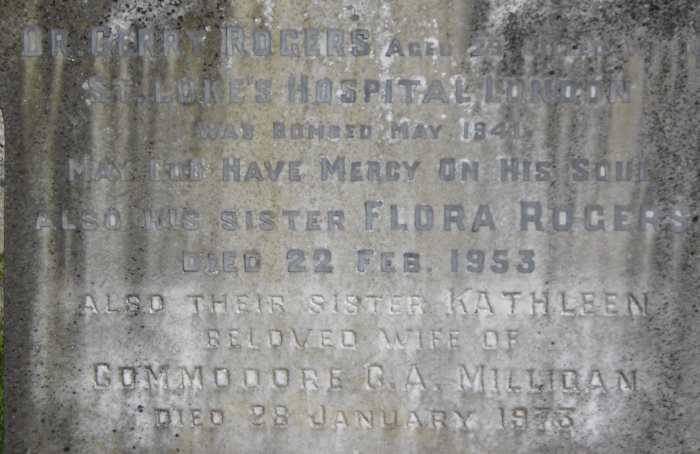 DR. GERRY ROGERS AGED 29 KILLED WHEN
ST. LUKE'S HOSPITAL LONDON
WAS BOMBED MAY 1941
MAY GOD HAVE MERCY ON HIS SOUL
ALSO HIS SISTER FLORA ROGERS
DIED 22 FEB. 1953
ALSO THEIR SISTER KATHLEEN
BELOVED WIFE OF
COMMODORE C.A. MILLIGAN
DIED 28 JANUARY 1973